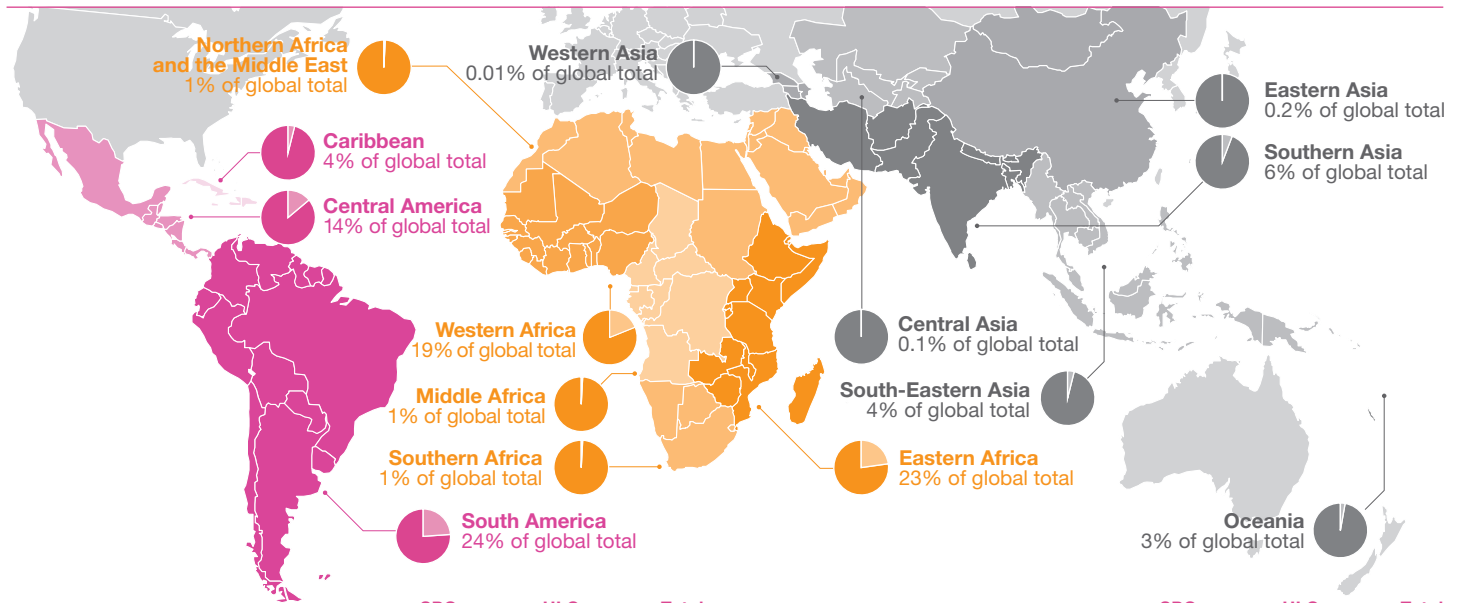 Northern Africa
and the Middle East
1% of global total
Western Asia
0.01% of global total
Eastern Asia
0.2% of global total
Southern Asia
6% of global total
Caribbean
4% of global total
Central America
14% of global total
Western Africa
19% of global total
Central Asia
0.1% of global total
Middle Africa
1% of global total
South-Eastern Asia
4% of global total
Southern Africa
1% of global total
Eastern Africa
23% of global total
South America
24% of global total
Oceania
3% of global total